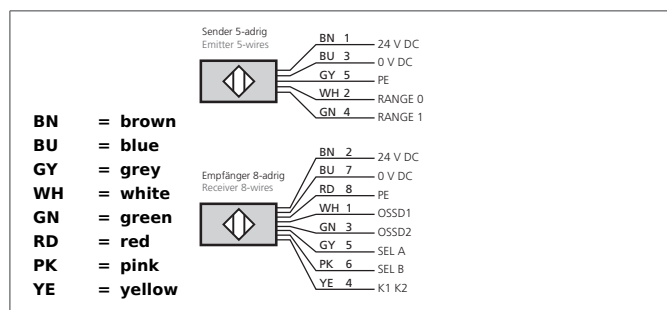 Sender 5-adrig
Emitter 5-wires
BN 1 24 V DC
BU 3 0 V DC
GY 5 PE
WH 2 RANGE 0
GN 4 RANGE 1
BN = brown
BU = blue
GY = grey
WH = white
GN = green
RD = red
PK = pink
YE = yellow
Empfänger 8-adrig
Receiver 8-wires
BN 2 24 V DC
BU 7 0 V DC
RD 8 PE
WH 1 OSSD1
GN 3 OSSD2
GY 5 SEL A
PK 6 SEL B
YE 4 K1 K2